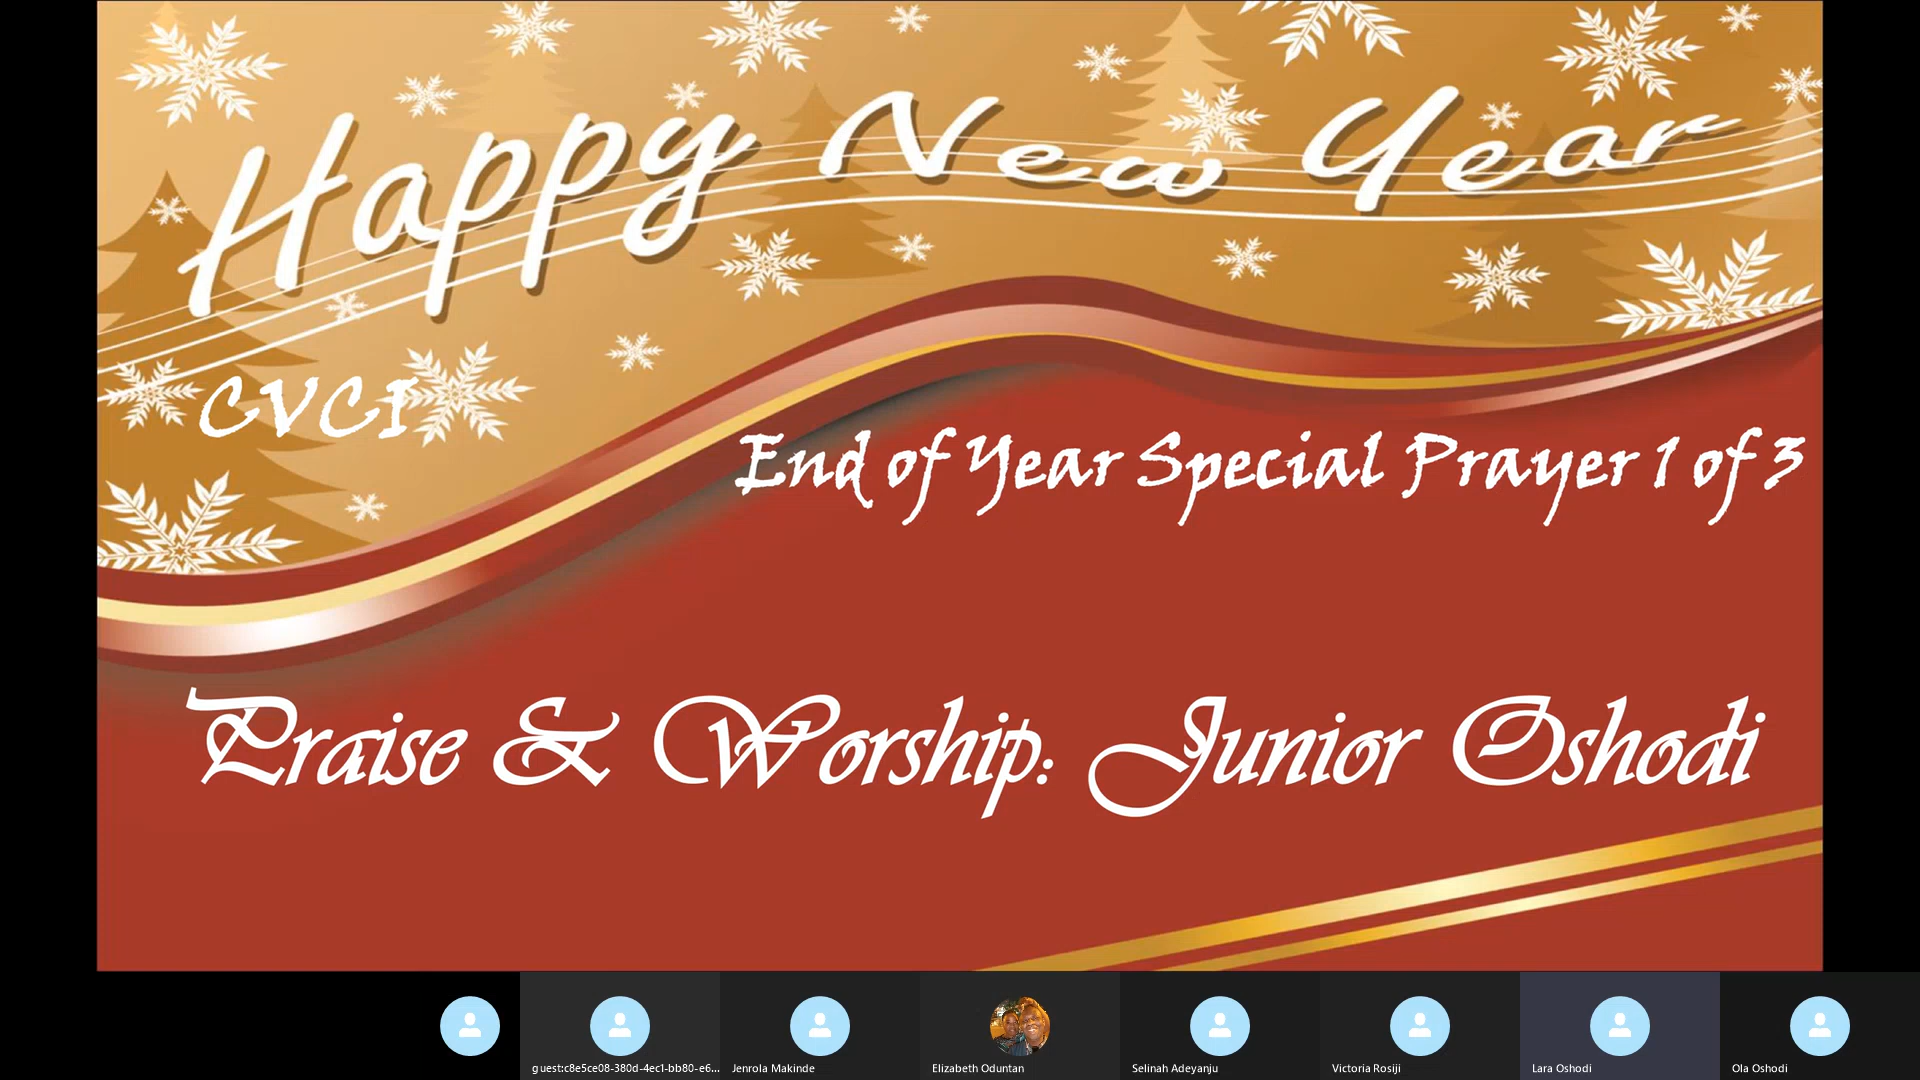 Happy New Year
CVCI
End of Year Special Prayer 1 of 3
Praise & Worship: Junior Oshodi
guest:c8e5ce08-380d-4ec1-bb80-e6...
Jenrola Makinde
Elizabeth Oduntan
Selinah Adeyanju
Victoria Rosiji
Lara Oshodi
Ola Oshodi